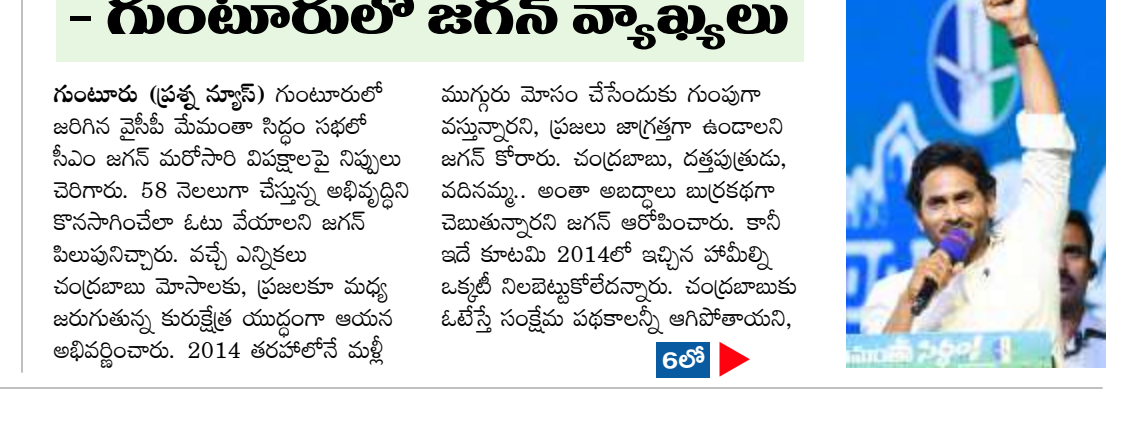 - గుంటూరులో జగన్ వ్యాఖ్యలు
గుంటూరు (ప్రశ్న న్యూస్) గుంటూరులో
జరిగిన వైసీపీ మేమంతా సిద్ధం సభలో
సీఎం జగన్ మరోసారి విపక్షాలపై నిప్పులు
చెరిగారు. 58 నెలలుగా చేస్తున్న అభివృద్ధిని
కొనసాగించేలా ఓటు వేయాలని జగన్
పిలుపునిచ్చారు. వచ్చే ఎన్నికలు
చంద్రబాబు మోసాలకు, ప్రజలకూ మధ్య
జరుగుతున్న కురుక్షేత్ర యుద్ధంగా ఆయన
అభివర్ణించారు. 2014 తరహాలోనే మళ్లీ
ముగ్గురు మోసం చేసేందుకు గుంపుగా
వస్తున్నారని, ప్రజలు జాగ్రత్తగా ఉండాలని
జగన్ కోరారు. చంద్రబాబు, దత్తపుత్రుడు,
వదినమ్మ.. అంతా అబద్ధాలు బుర్రకథగా
చెబుతున్నారని జగన్ ఆరోపించారు. కానీ
ఇదే కూటమి 2014లో ఇచ్చిన హామీల్ని
ఒక్కటీ నిలబెట్టుకోలేదన్నారు. చంద్రబాబుకు
ఓటేస్తే సంక్షేమ పథకాలన్నీ ఆగిపోతాయని,
6లో
సిద్ధం!